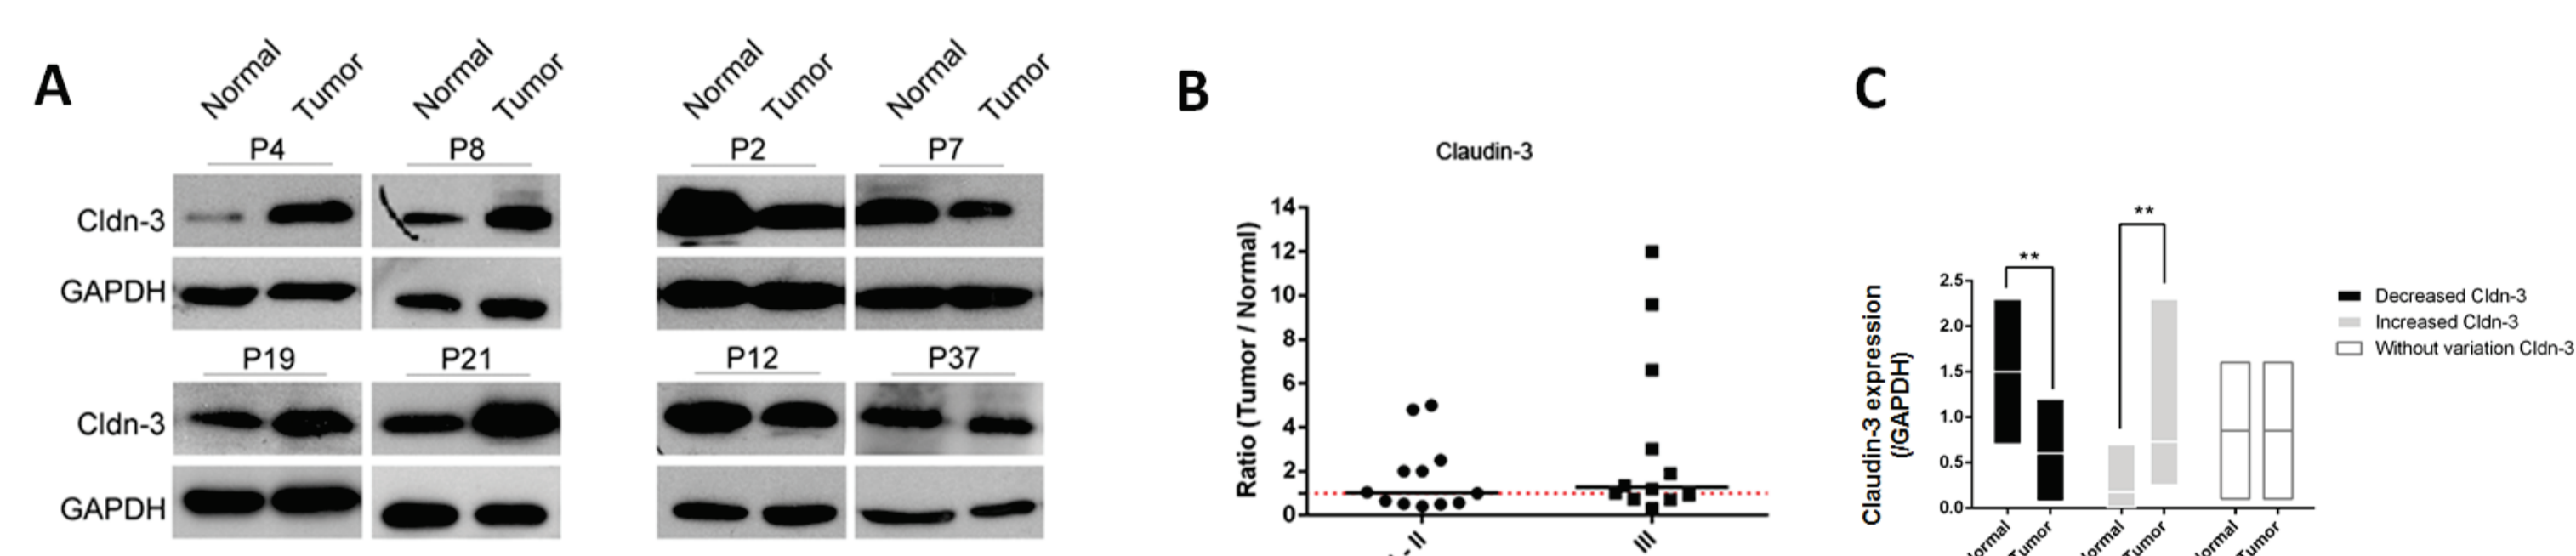 A
Normal Tumor Normal Tumor Normal Tumor Normal Tumor
P4 P8 P2 P7
Cldn-3
GAPDH
P19 P21 P12 P37
Cldn-3
GAPDH
B
Claudin-3
Ratio (Tumor / Normal)
14
12
10
8
6
4
2
0
III
C
Claudin-3 expression
(/GAPDH)
** **
2.5
2.0
1.5
1.0
0.5
0.0
Tumor Tumor Tumor
Decreased Cldn-3
Increased Cldn-3
Without variation Cldn-3